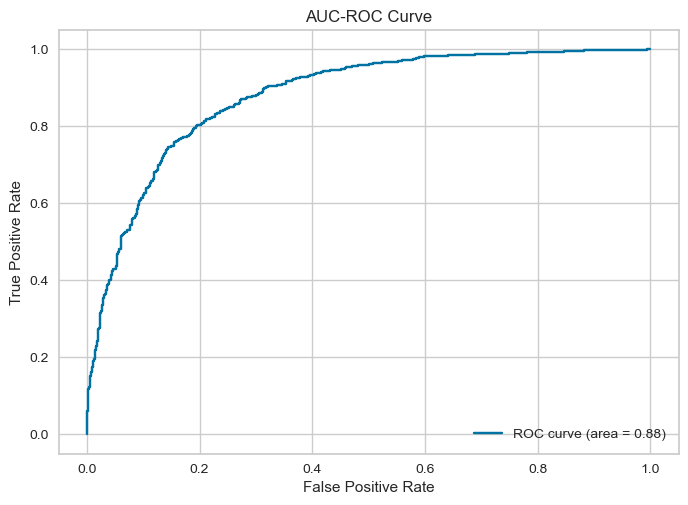 AUC-ROC Curve
True Positive Rate
1.0
0.8
0.6
0.4
0.2
0.0
ROC curve (area = 0.88)
0.0 0.2 0.4 0.6 0.8 1.0
False Positive Rate